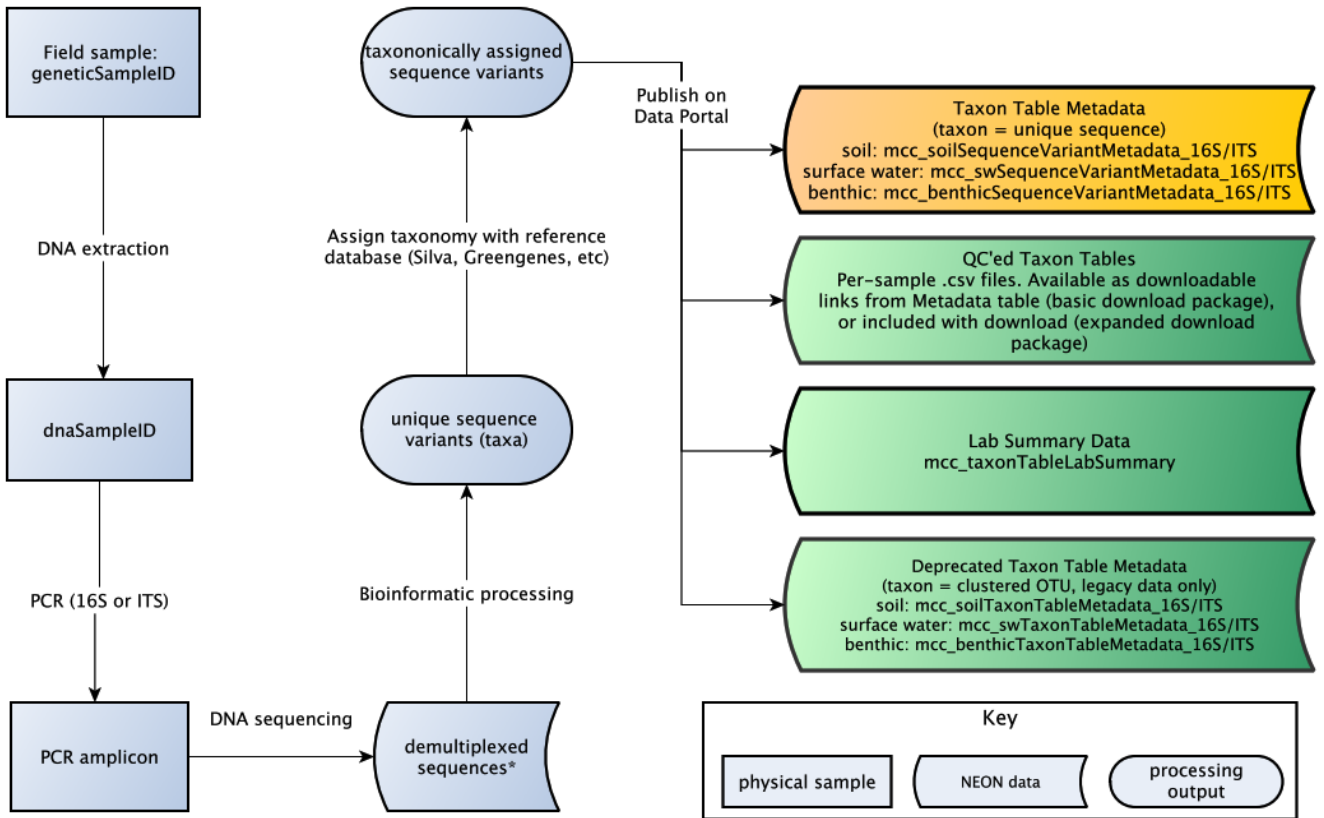 Field sample:
geneticSampleID
DNA extraction
dnaSampleID
PCR (16S or ITS)
PCR amplicon
DNA sequencing
demultiplexed
sequences*
Bioinformatic processing
unique sequence
variants (taxa)
Assign taxonomy with reference
database (Silva, Greengenes, etc)
taxononically assigned
sequence variants
Publish on
Data Portal
Taxon Table Metadata
(taxon = unique sequence)
soil: mcc_soilSequenceVariantMetadata_16S/ITS
surface water: mcc_swSequenceVariantMetadata_16S/ITS
benthic: mcc_benthicSequenceVariantMetadata_16S/ITS
QC'ed Taxon Tables
Per-sample .csv files. Available as downloadable
links from Metadata table (basic download package),
or included with download (expanded download
package)
Lab Summary Data
mcc_taxonTableLabSummary
Deprecated Taxon Table Metadata
(taxon = clustered OTU, legacy data only)
soil: mcc_soilTaxonTableMetadata_16S/ITS
surface water: mcc_swTaxonTableMetadata_16S/ITS
benthic: mcc_benthicTaxonTableMetadata_16S/ITS
Key
physical sample
NEON data
processing
output